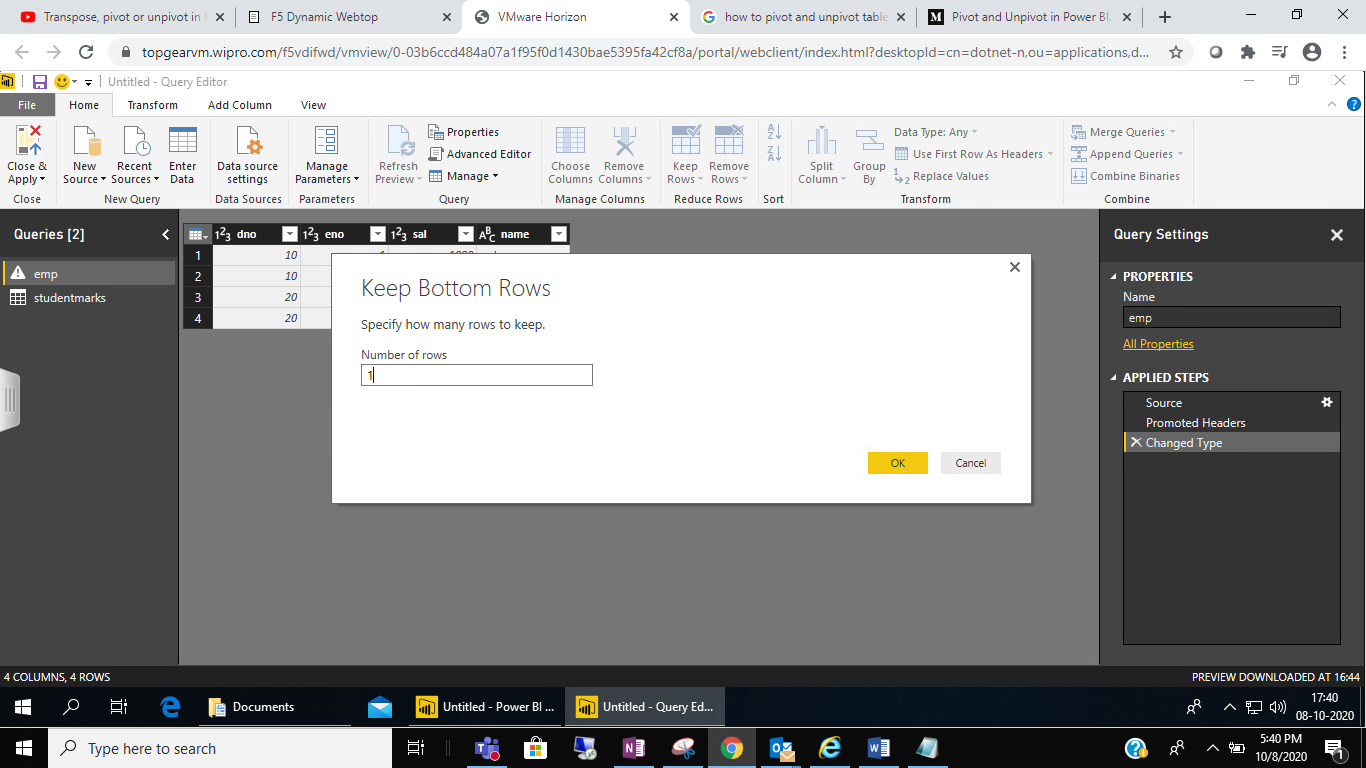 Transpose, pivot or unpivot in
F5 Dynamic Webtop
VMware Horizon
how to pivot and unpivot table
Pivot and Unpivot in Power BI.
topgearvm.wipro.com/f5vdifwd/vmview/0-03b6ccd484a07a1f95f0d1430bae5395fa42cf8a/portal/webclient/index.html?desktopId=cn=dotnet-n,ou=applications,d...
Untitled - Query Editor
File Home Transform Add Column View
Close & Apply
New Source
Recent Sources
Enter Data
Data source settings
Manage Parameters
Refresh Preview
Properties
Advanced Editor
Manage
Choose Columns
Remove Columns
Keep Rows
Remove Rows
Split Column
Group By
Data Type: Any
Use First Row As Headers
Replace Values
Merge Queries
Append Queries
Combine Binaries
Close New Query Data Sources Parameters Query Manage Columns Reduce Rows Sort Transform Combine
Queries [2]
emp
studentmarks
123 dno 123 eno 123 sal ABC name
1 10
2 10
3 20
4 20
Keep Bottom Rows
Specify how many rows to keep.
Number of rows
1
OK Cancel
Query Settings
PROPERTIES
Name
emp
All Properties
APPLIED STEPS
Source
Promoted Headers
Changed Type
4 COLUMNS, 4 ROWS PREVIEW DOWNLOADED AT 16:44
Documents
Untitled - Power BI ...
Untitled - Query Ed...
17:40
08-10-2020
Type here to search
5:40 PM
10/8/2020
1